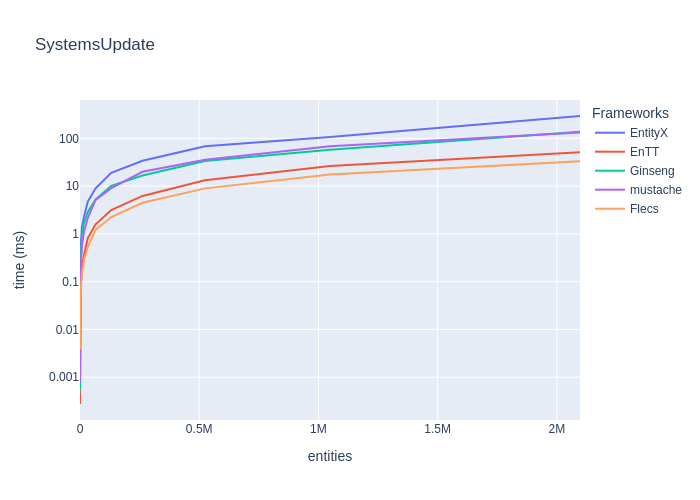 SystemsUpdate
Frameworks
EntityX
EnTT
Ginseng
mustache
Flecs
time (ms)
100
10
1
0.1
0.01
0.001
0
0.5M
1M
1.5M
2M
entities